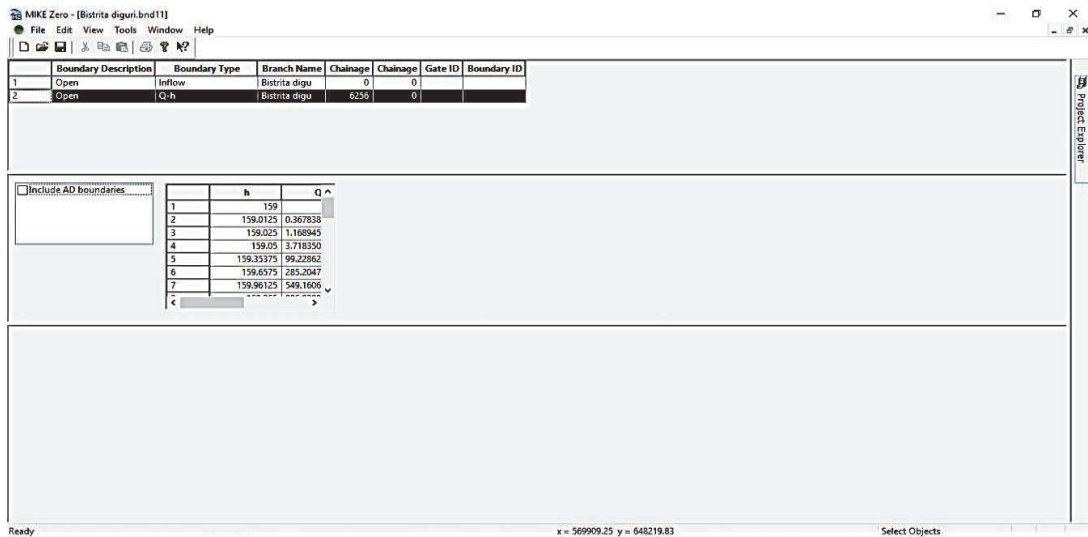 MIKE Zero - [Bistrita diguri.bnd11]
File Edit View Tools Window Help
Boundary Description Boundary Type Branch Name Chainage Chainage Gate ID Boundary ID
1 Open Inflow Bistrita digu 0 0
2 Open Q-h Bistrita digu 6256 0
Project Explorer
Include AD boundaries
h Q
1 159
2 159.0125 0.367838
3 159.025 1.168945
4 159.05 3.718350
5 159.35375 99.22862
6 159.6575 285.2047
7 159.96125 549.1606
Ready x = 569909.25 y = 648219.83 Select Objects